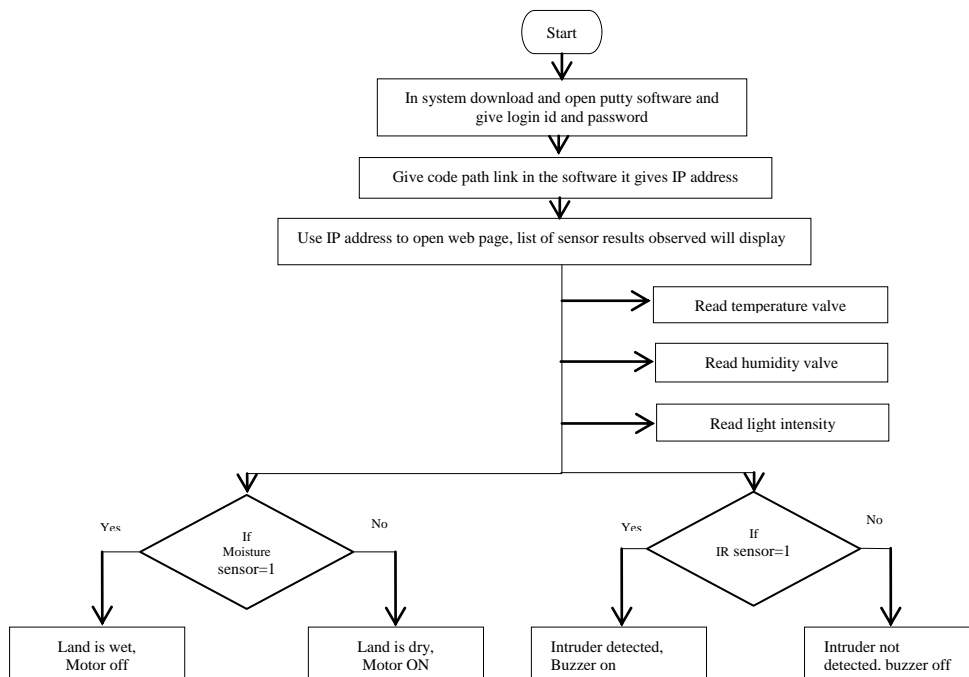 Start
In system download and open putty software and
give login id and password
Give code path link in the software it gives IP address
Use IP address to open web page, list of sensor results observed will display
Read temperature valve
Read humidity valve
Read light intensity
Yes
If
Moisture
sensor=1
No
Yes
If
IR sensor=1
No
Land is wet,
Motor off
Land is dry,
Motor ON
Intruder detected,
Buzzer on
Intruder not
detected, buzzer off